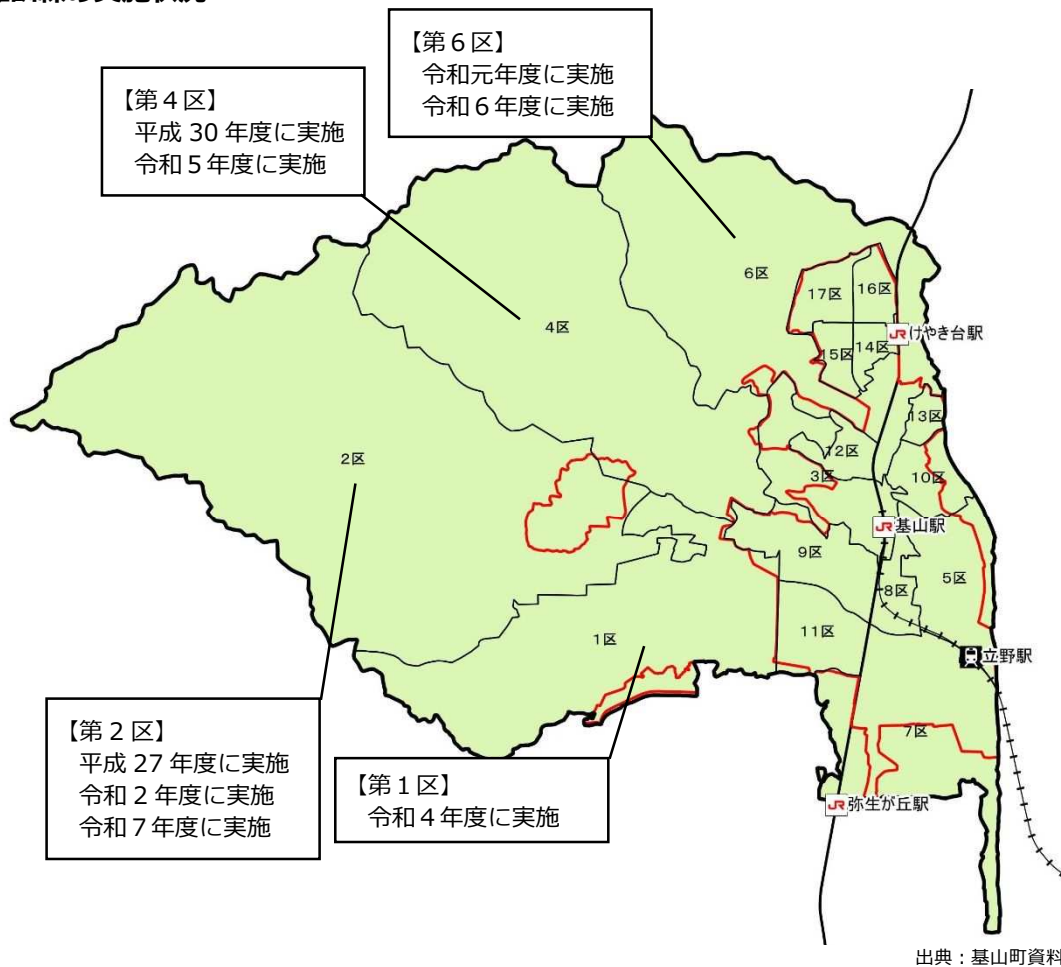 【第６区】
令和元年度に実施
令和６年度に実施
【第４区】
平成 30 年度に実施
令和５年度に実施
6区
17区
16区
4区
JRけやき台駅
15区
14区
13区
12区
2区
3区
10区
JR基山駅
9区
5区
8区
1区
11区
立野駅
7区
【第２区】
平成 27 年度に実施
令和２年度に実施
令和７年度に実施
【第１区】
令和４年度に実施
JR弥生が丘駅
出典：基山町資料